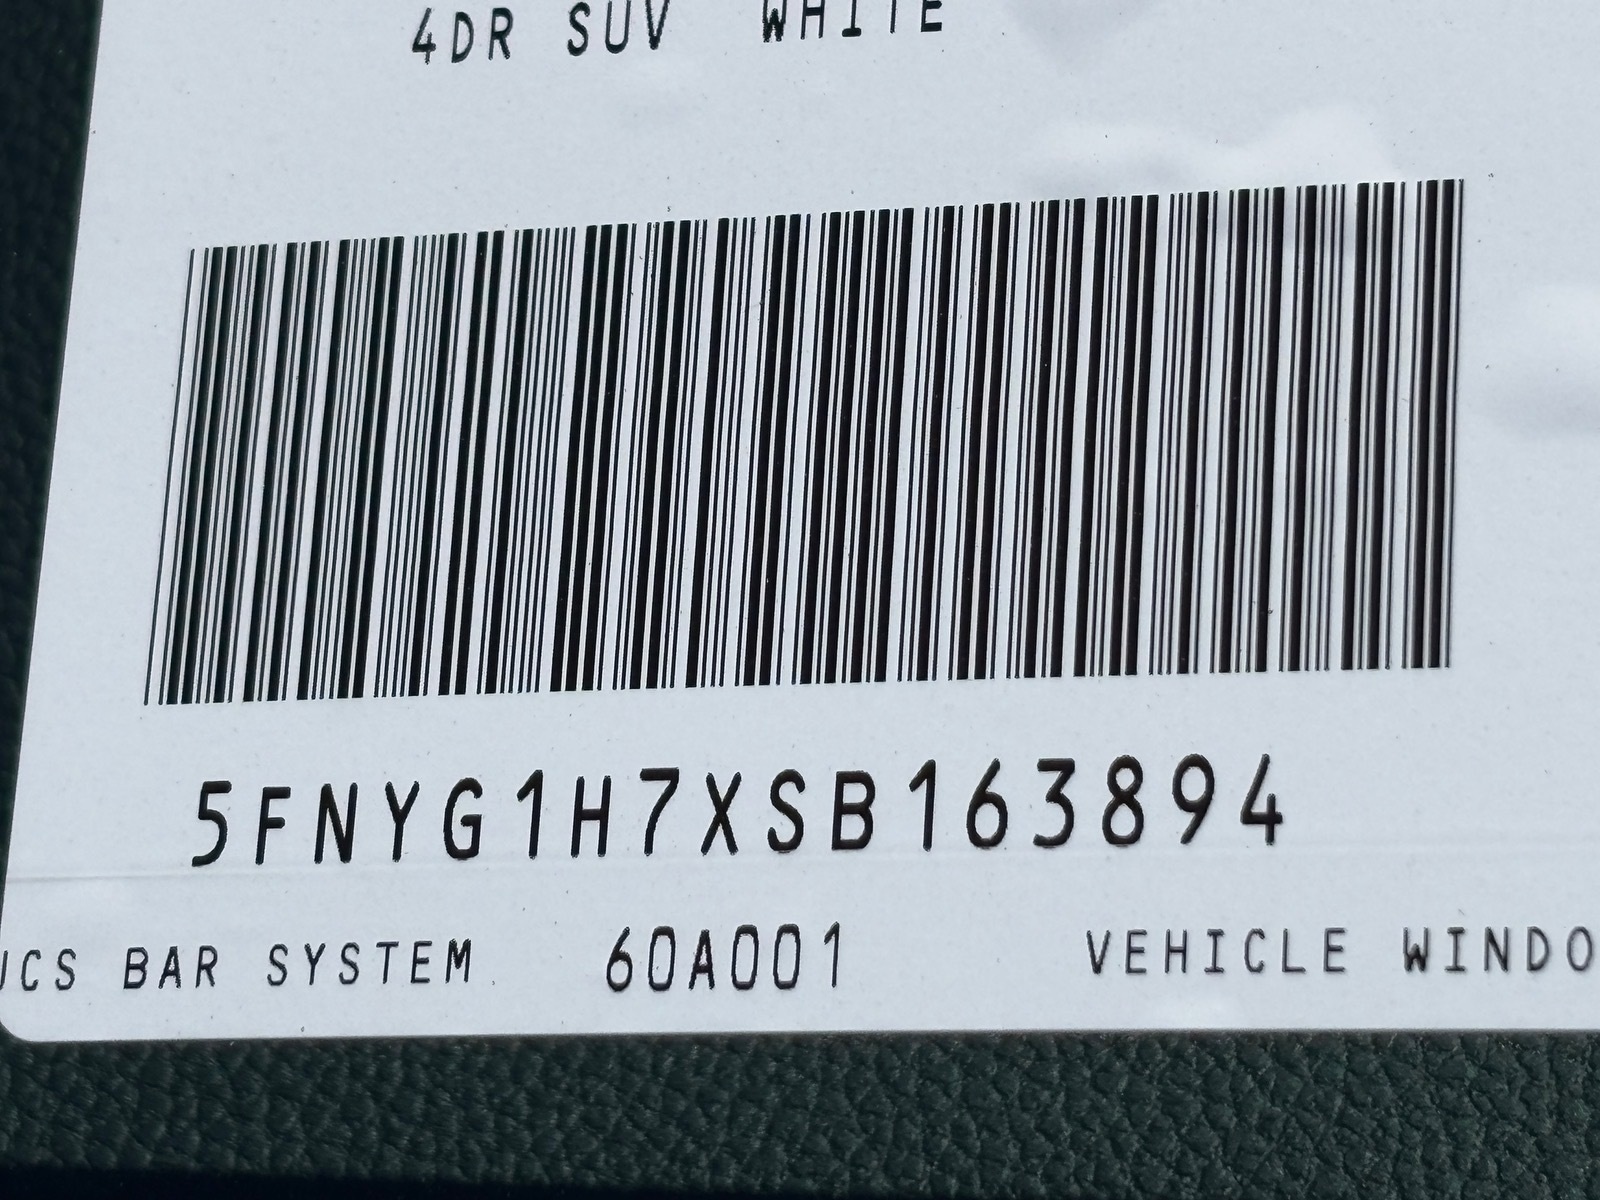 4DR SUV WHITE
5FNYG1H7XSB163894
BAR SYSTEM 60A001 VEHICLE